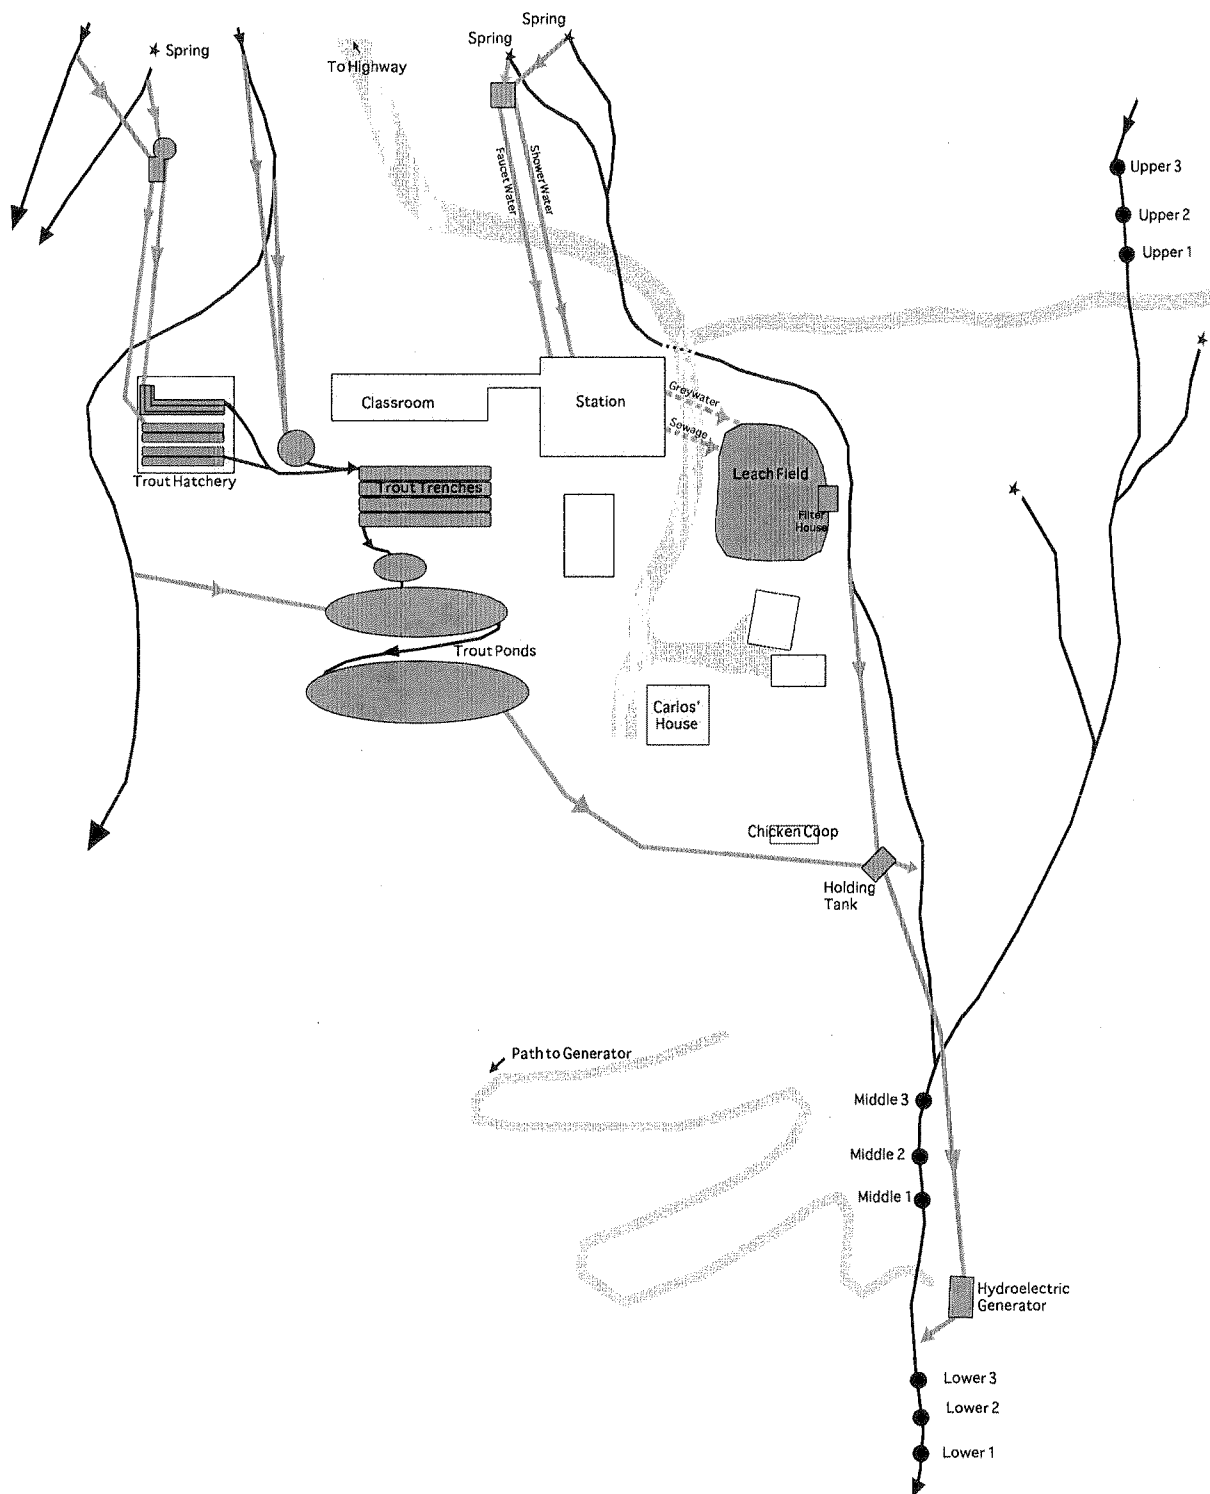 Spring
Spring
Spring
To Highway
Faucet Water
Shower Water
Upper 3
Upper 2
Upper 1
Classroom
Station
Greywater
Sewage
Leach Field
Filter
House
Trout Hatchery
Trout Trenches
Trout Ponds
Carlos'
House
Chicken Coop
Holding
Tank
Path to Generator
Middle 3
Middle 2
Middle 1
Hydroelectric
Generator
Lower 3
Lower 2
Lower 1